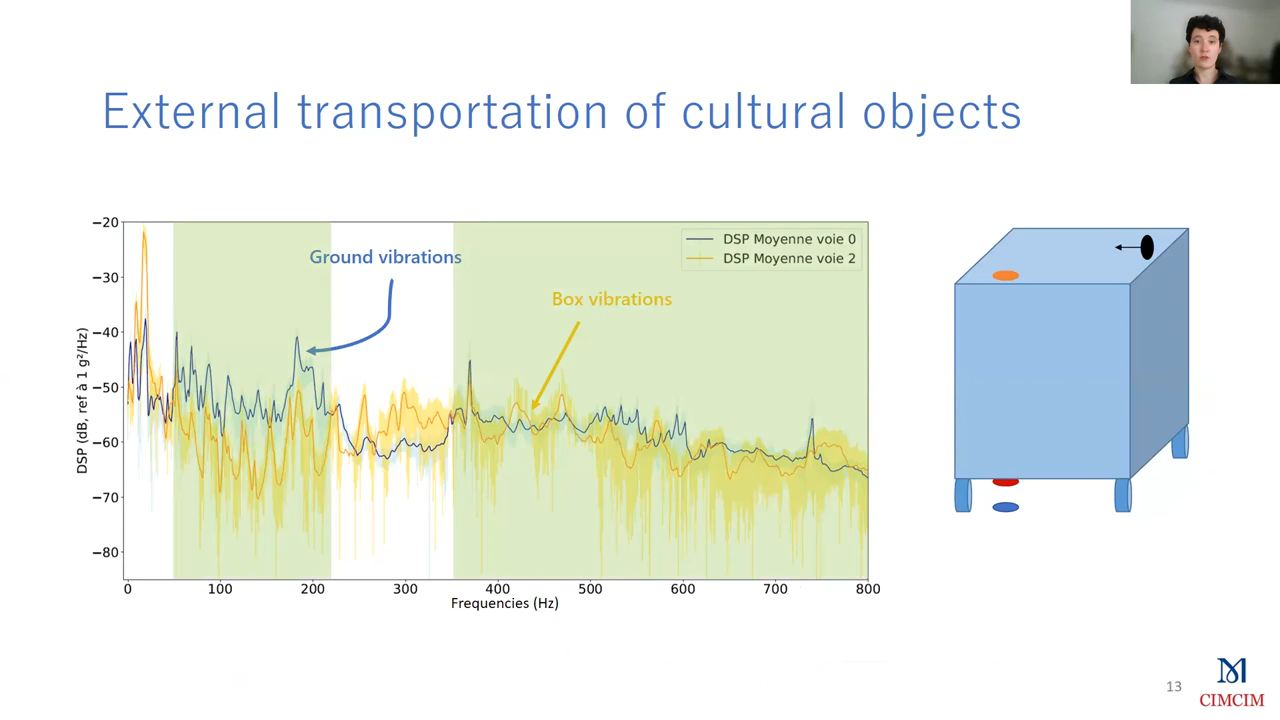 External transportation of cultural objects
−20
−30
−40
−50
−60
−70
−80
DSP (dB, ref à 1 g²/Hz)
Ground vibrations
Box vibrations
DSP Moyenne voie 0
DSP Moyenne voie 2
0 100 200 300 400 500 600 700 800
Frequencies (Hz)
13
CIMCIM